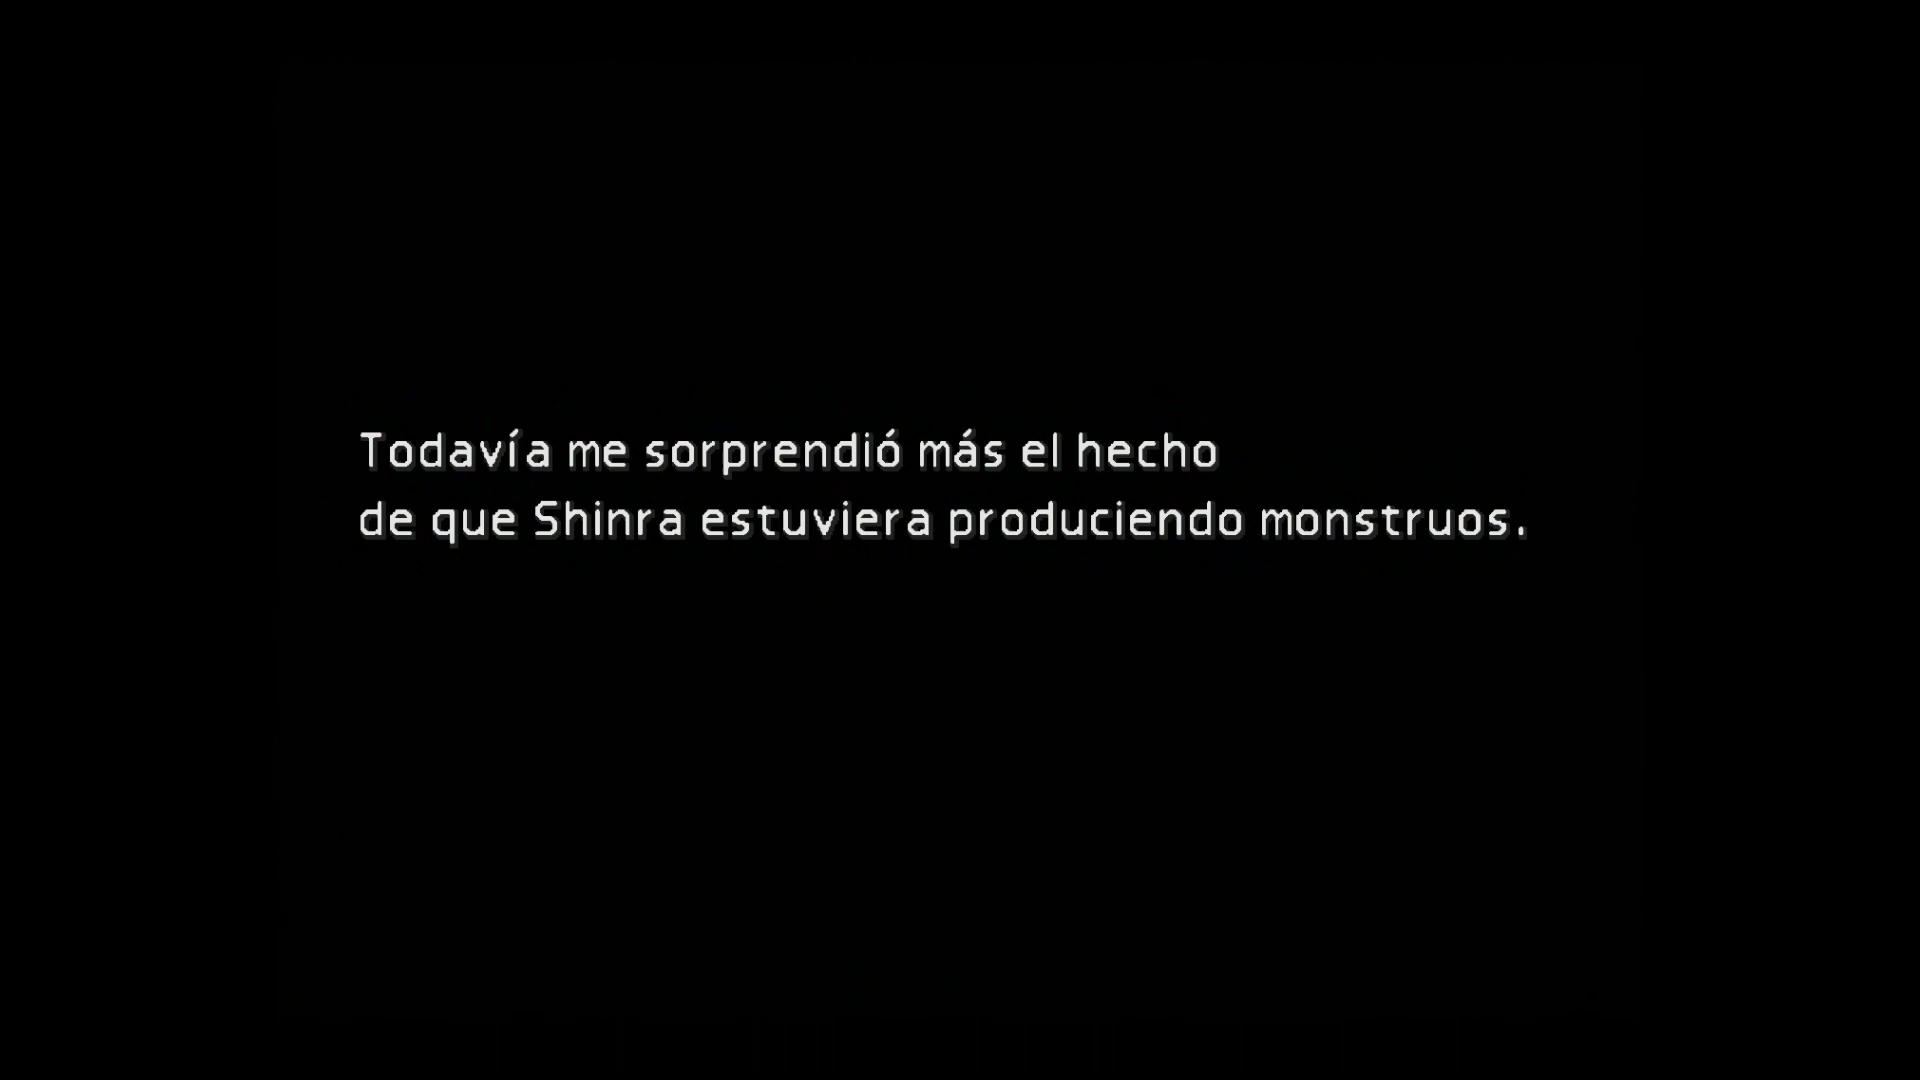 Todavía me sorprendió más el hecho
de que Shinra estuviera produciendo monstruos.